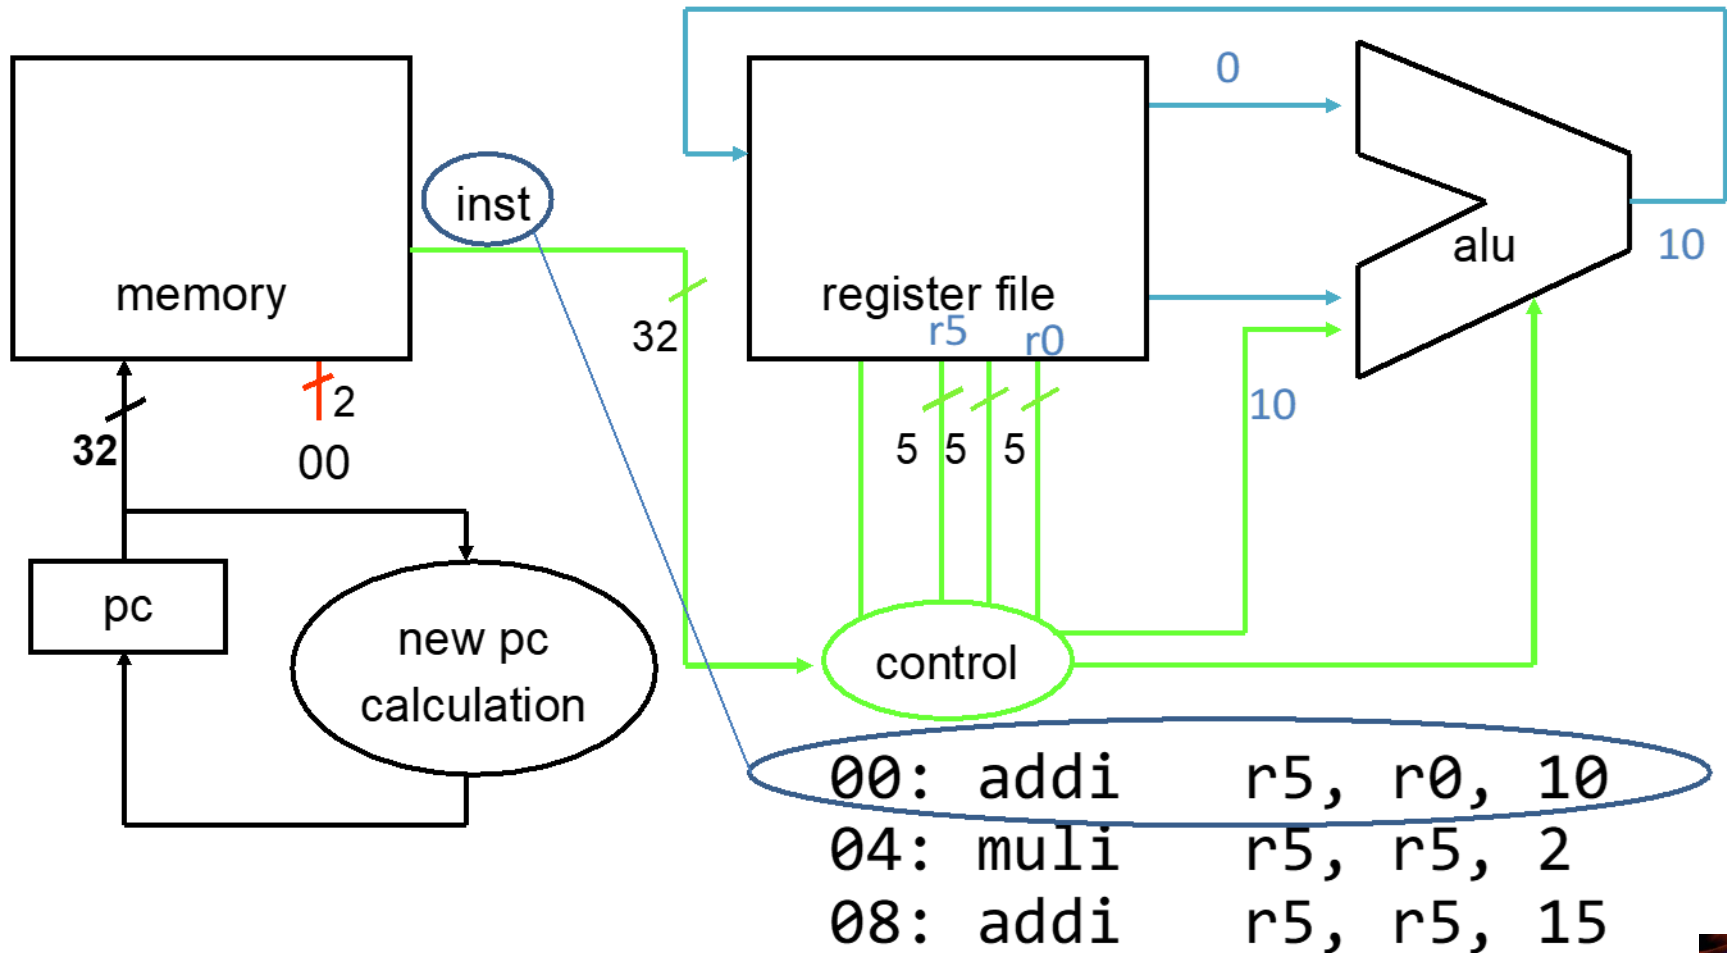 0
inst
alu
10
memory
register file
32
r5
r0
2
10
32
00
5
5
5
pc
new pc
calculation
control
00: addi r5, r0, 10
04: muli r5, r5, 2
08: addi r5, r5, 15